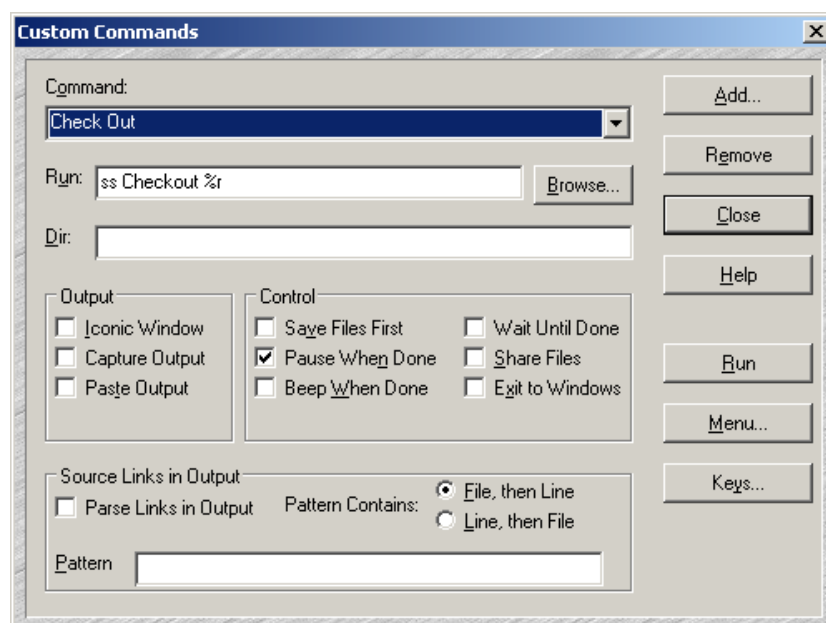 Custom Commands
Command:
Check Out
Run: ss Checkout %r Browse...
Dir:
Output
Iconic Window
Capture Output
Paste Output
Control
Save Files First
Pause When Done
Beep When Done
Wait Until Done
Share Files
Exit to Windows
Source Links in Output
Parse Links in Output
Pattern Contains:
File, then Line
Line, then File
Pattern
Add...
Remove
Close
Help
Run
Menu...
Keys...